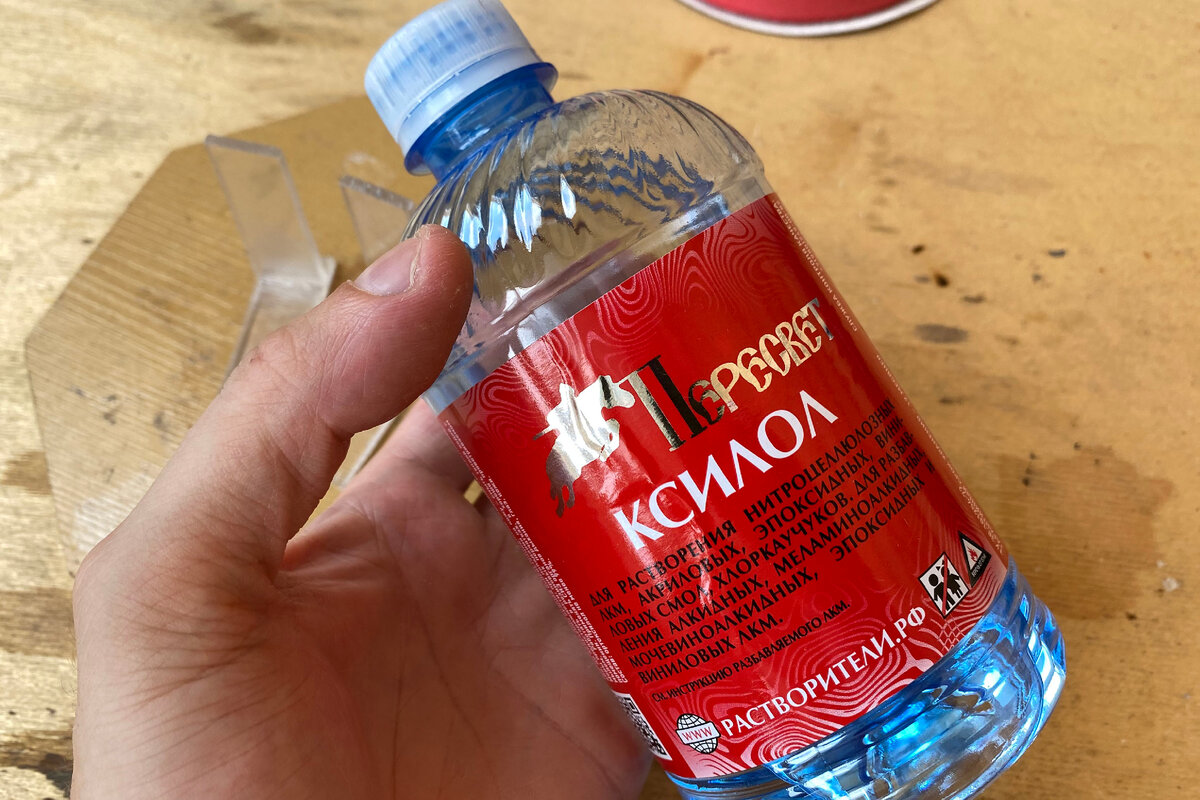 ПЕРЕСВЕТ
КСИЛОЛ
ДЛЯ РАСТВОРЕНИЯ НИТРОЦЕЛЛЮЛОЗНЫХ
ЛКМ, АКРИЛОВЫХ, ЭПОКСИДНЫХ, ВИНИ-
ЛОВЫХ СМОЛ, ХЛОРКАУЧУКОВ. ДЛЯ РАЗБАВ-
ЛЕНИЯ АЛКИДНЫХ, МЕЛАМИНОАЛКИДНЫХ,
МОЧЕВИНОАЛКИДНЫХ, ЭПОКСИДНЫХ И
ВИНИЛОВЫХ ЛКМ.
СМ. ИНСТРУКЦИЮ РАЗБАВЛЯЕМОГО ЛКМ.
WWW РАСТВОРИТЕЛИ.РФ